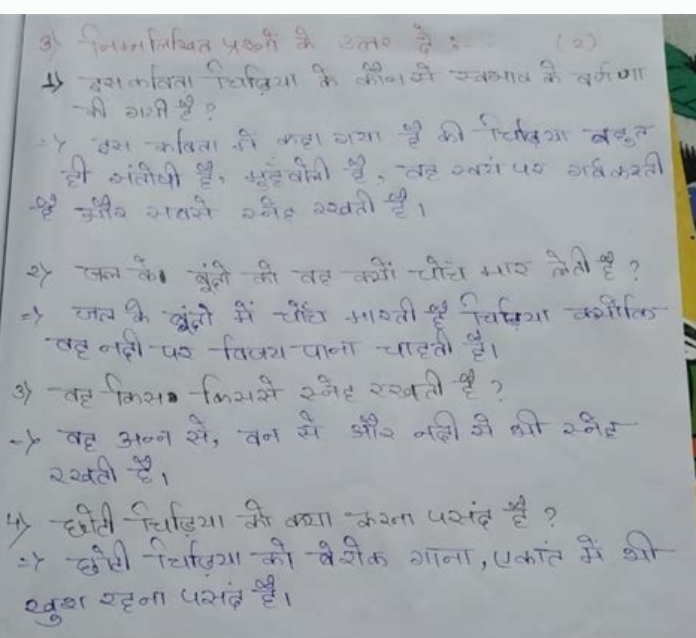 3) निम्नलिखित प्रश्नों के उत्तर दे : (2)
1) इस कविता चिड़िया के कौन से स्वभाव के वर्णणा
की गयी है ?
=> इस कविता में कहा गया है की चिड़िया बहुत
ही संतोषी है, मुहँबोली है, वह स्वयं पर गर्व करती
है और सबसे स्नेह रखती है।
2) जल के बूंदो को वह क्यों चोंच मार लेती है ?
=> जल के बूंदो में चोंच मारती है चिड़िया क्योंकि
वह नदी पर विजय पाना चाहती है।
3) वह किस किससे स्नेह रखती है ?
-> वह अन्न से, वन से और नदी से भी स्नेह
रखती है।
4) छोटी चिड़िया को क्या करना पसंद है ?
=> छोटी चिड़िया को बेरोक गाना, एकांत में भी
खुश रहना पसंद है।